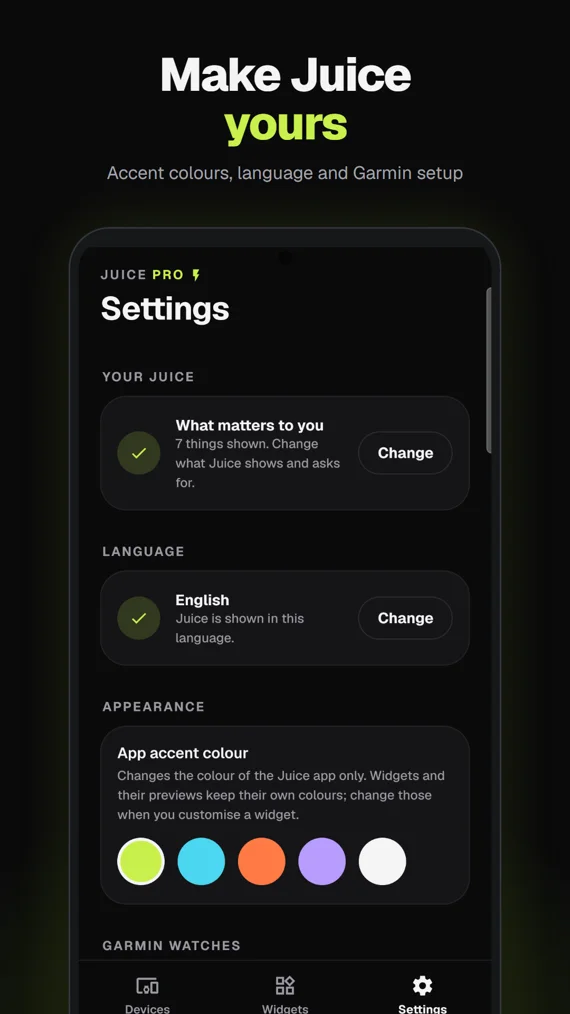 Make Juice
yours
Accent colours, language and Garmin setup
JUICE PRO
Settings
YOUR JUICE
What matters to you
7 things shown. Change
what Juice shows and asks
for.
Change
LANGUAGE
English
Juice is shown in this
language.
Change
APPEARANCE
App accent colour
Changes the colour of the Juice app only. Widgets and
their previews keep their own colours; change those
when you customise a widget.
GARMIN WATCHES
Devices
Widgets
Settings